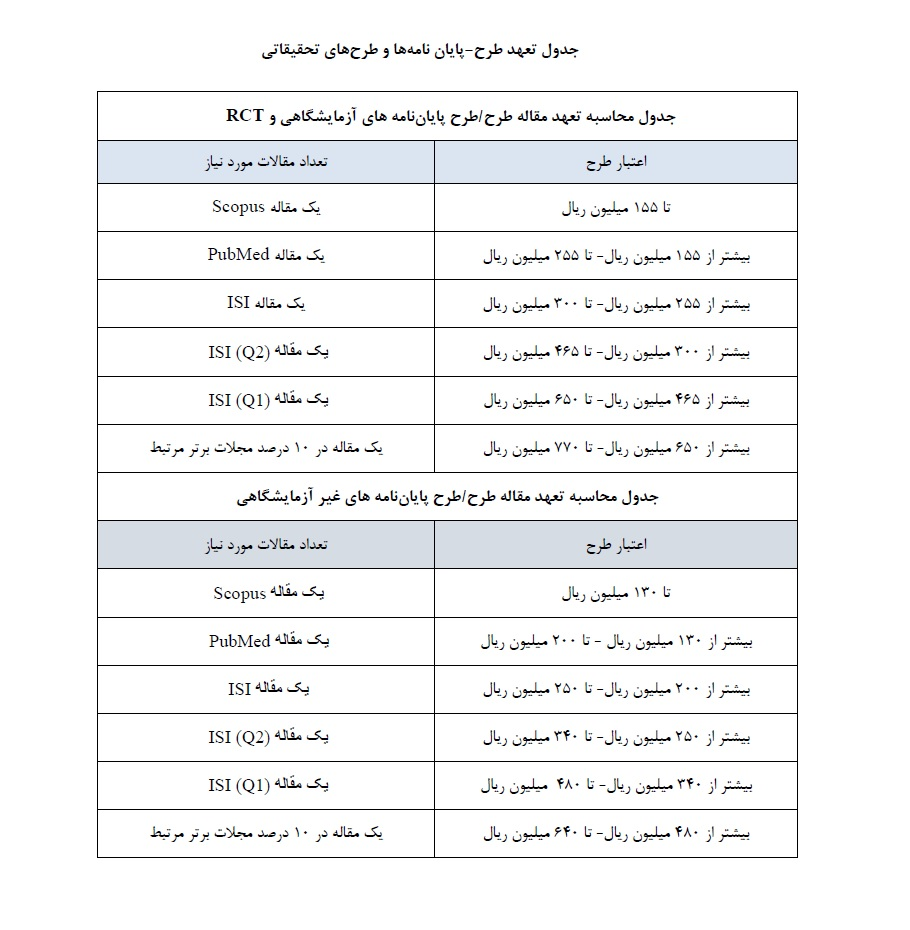 جدول تعهد طرح-پایان نامه‌ها و طرح‌های تحقیقاتی
جدول محاسبه تعهد مقاله طرح/طرح پایان‌نامه های آزمایشگاهی و RCT
اعتبار طرح تعداد مقالات مورد نیاز
تا ۱۵۵ میلیون ریال یک مقاله Scopus
بیشتر از ۱۵۵ میلیون ریال- تا ۲۵۵ میلیون ریال یک مقاله PubMed
بیشتر از ۲۵۵ میلیون ریال- تا ۳۰۰ میلیون ریال یک مقاله ISI
بیشتر از ۳۰۰ میلیون ریال- تا ۴۶۵ میلیون ریال یک مقاله ISI (Q2)
بیشتر از ۴۶۵ میلیون ریال- تا ۶۵۰ میلیون ریال یک مقاله ISI (Q1)
بیشتر از ۶۵۰ میلیون ریال- تا ۷۷۰ میلیون ریال یک مقاله در ۱۰ درصد مجلات برتر مرتبط
جدول محاسبه تعهد مقاله طرح/طرح پایان‌نامه های غیر آزمایشگاهی
اعتبار طرح تعداد مقالات مورد نیاز
تا ۱۳۰ میلیون ریال یک مقاله Scopus
بیشتر از ۱۳۰ میلیون ریال - تا ۲۰۰ میلیون ریال یک مقاله PubMed
بیشتر از ۲۰۰ میلیون ریال- تا ۲۵۰ میلیون ریال یک مقاله ISI
بیشتر از ۲۵۰ میلیون ریال- تا ۳۴۰ میلیون ریال یک مقاله ISI (Q2)
بیشتر از ۳۴۰ میلیون ریال- تا ۴۸۰ میلیون ریال یک مقاله ISI (Q1)
بیشتر از ۴۸۰ میلیون ریال- تا ۶۴۰ میلیون ریال یک مقاله در ۱۰ درصد مجلات برتر مرتبط